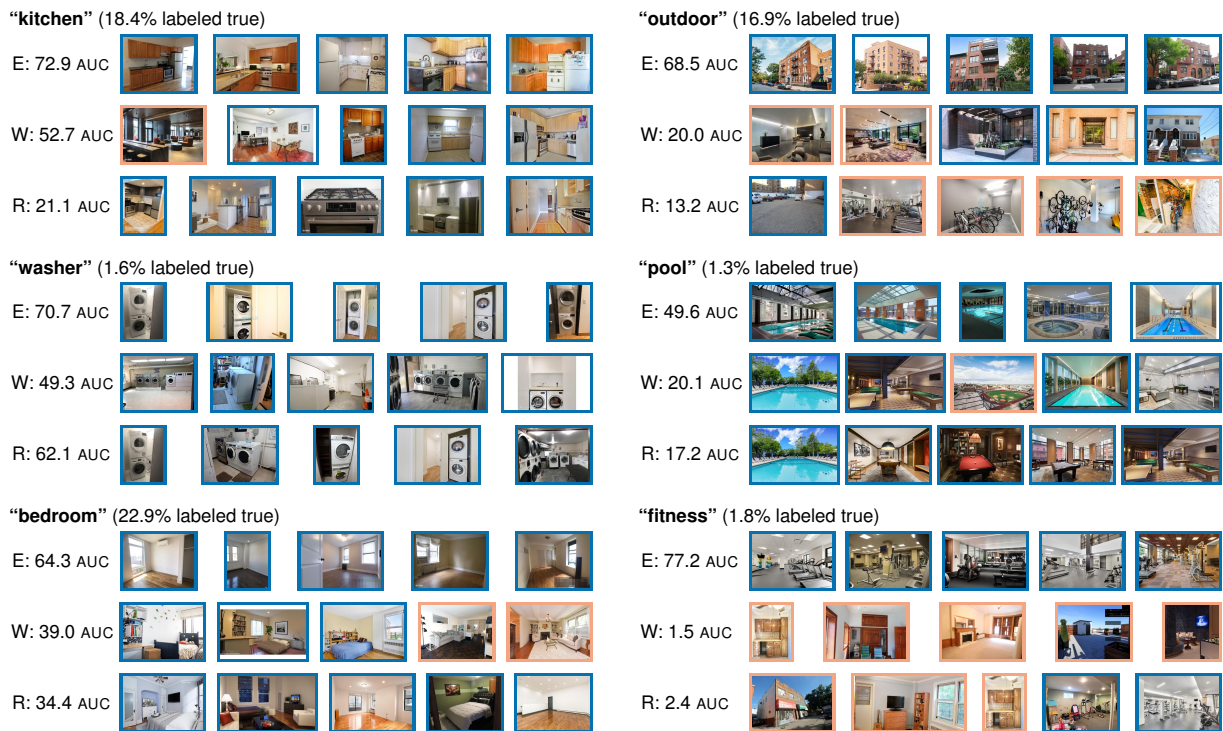 “kitchen” (18.4% labeled true)
E: 72.9 AUC
W: 52.7 AUC
R: 21.1 AUC
“washer” (1.6% labeled true)
E: 70.7 AUC
W: 49.3 AUC
R: 62.1 AUC
“bedroom” (22.9% labeled true)
E: 64.3 AUC
W: 39.0 AUC
R: 34.4 AUC
“outdoor” (16.9% labeled true)
E: 68.5 AUC
W: 20.0 AUC
R: 13.2 AUC
“pool” (1.3% labeled true)
E: 49.6 AUC
W: 20.1 AUC
R: 17.2 AUC
“fitness” (1.8% labeled true)
E: 77.2 AUC
W: 1.5 AUC
R: 2.4 AUC